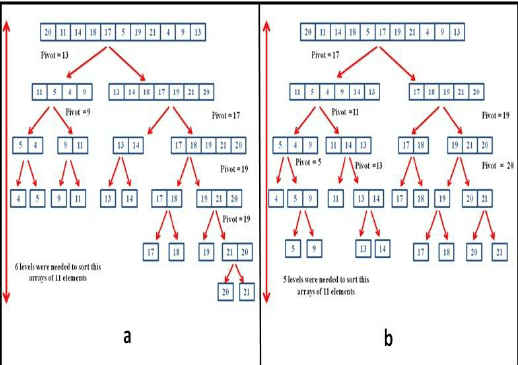 20 11 14 18 17 5 19 21 4 9 13
Pivot = 13
11 5 4 9
13 14 18 17 19 21 20
Pivot = 9
Pivot = 17
5 4
9 11
13 14
17 18 19 21 20
Pivot = 19
4
5
9
11
13
14
17 18
19 21 20
Pivot = 19
17
18
19
21 20
6 levels were needed to sort this
arrays of 11 elements
20
21
a
20 11 14 18 5 17 19 21 4 9 13
Pivot = 17
11 5 4 9 14 18 13
17 18 19 21 20
Pivot =11
Pivot = 19
5 4 9
11 14 13
17 18
19 21 20
Pivot = 5
Pivot =13
Pivot = 20
4
5 9
11
13 14
17
18
19
20 21
5
9
13
14
17
18
20
21
5 levels were needed to sort this
arrays of 11 elements
b